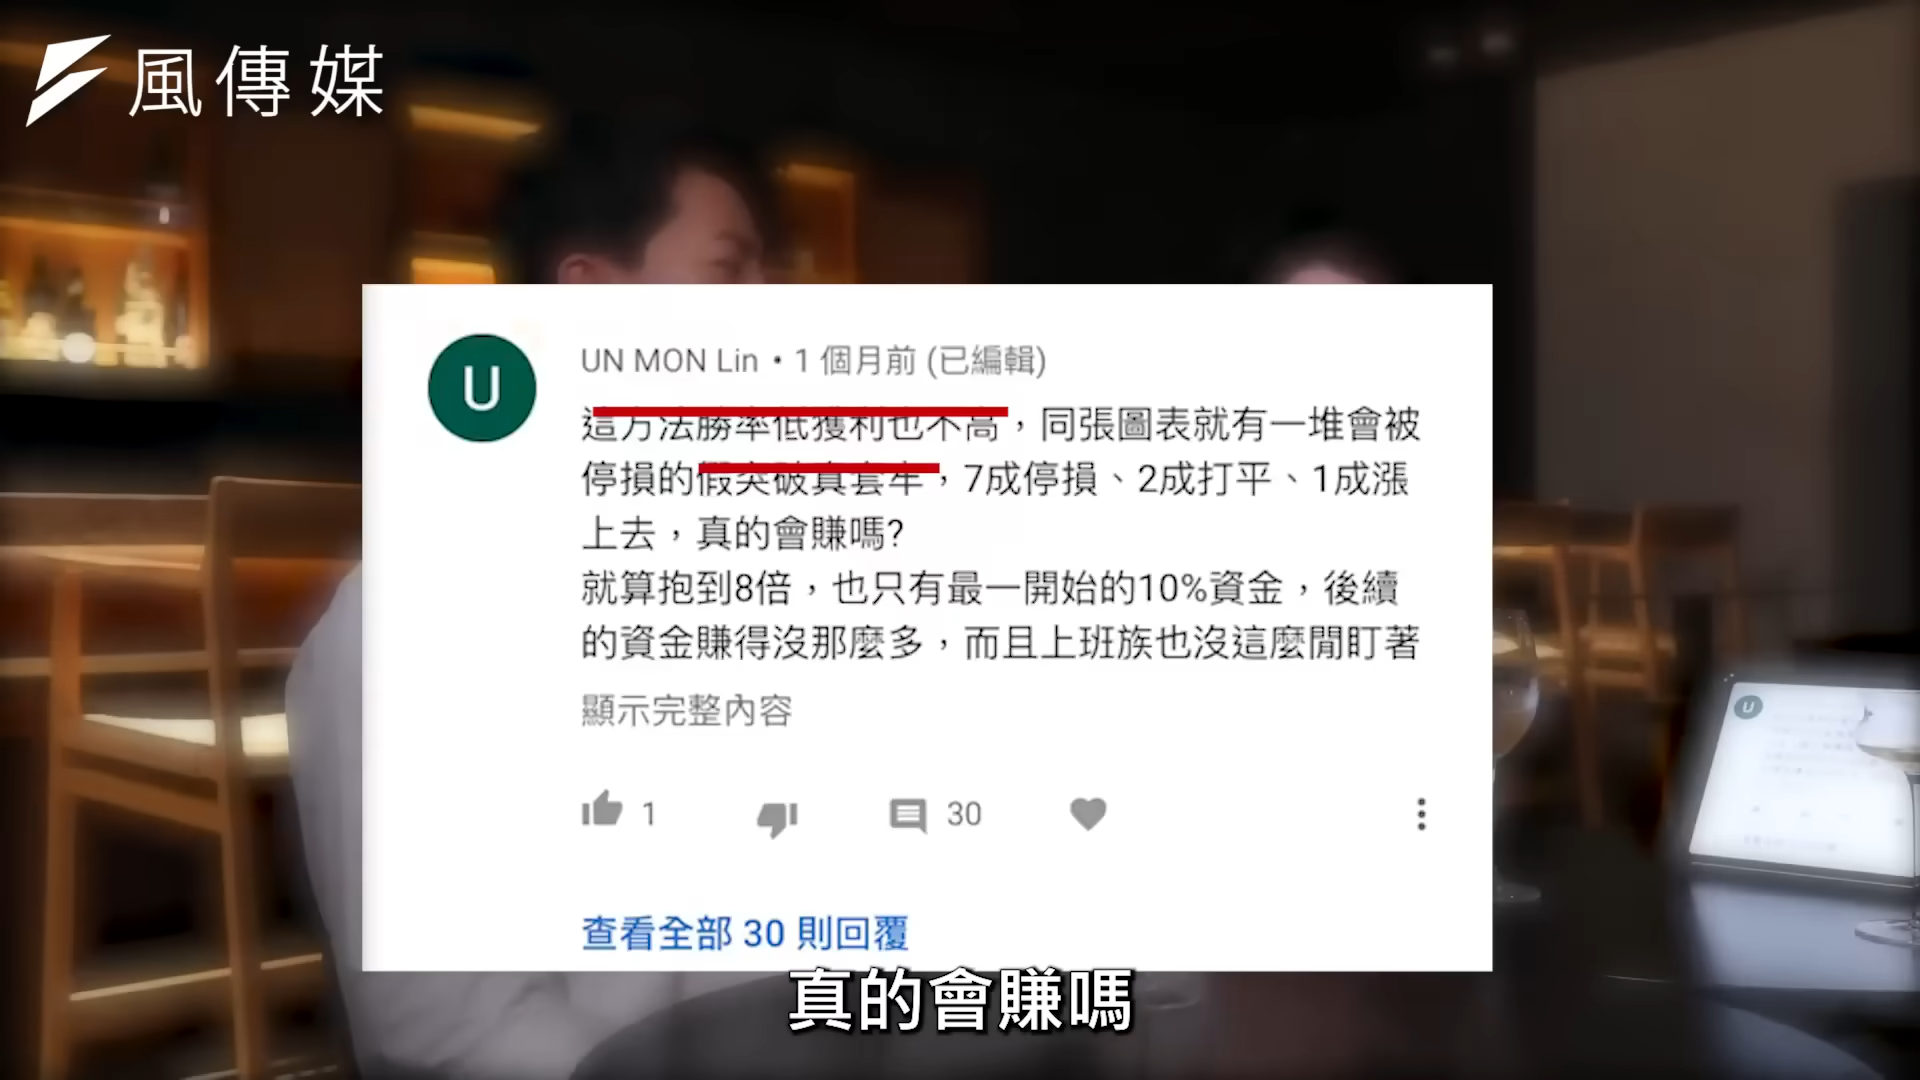 風傳媒
U
UN MON Lin • 1 個月前 (已編輯)
這方法勝率低獲利也不高，同張圖表就有一堆會被
停損的假突破真套牢，7成停損、2成打平、1成漲
上去，真的會賺嗎?
就算抱到8倍，也只有最一開始的10%資金，後續
的資金賺得沒那麼多，而且上班族也沒這麼閒盯著
顯示完整內容
1
30
查看全部 30 則回覆
真的會賺嗎
U